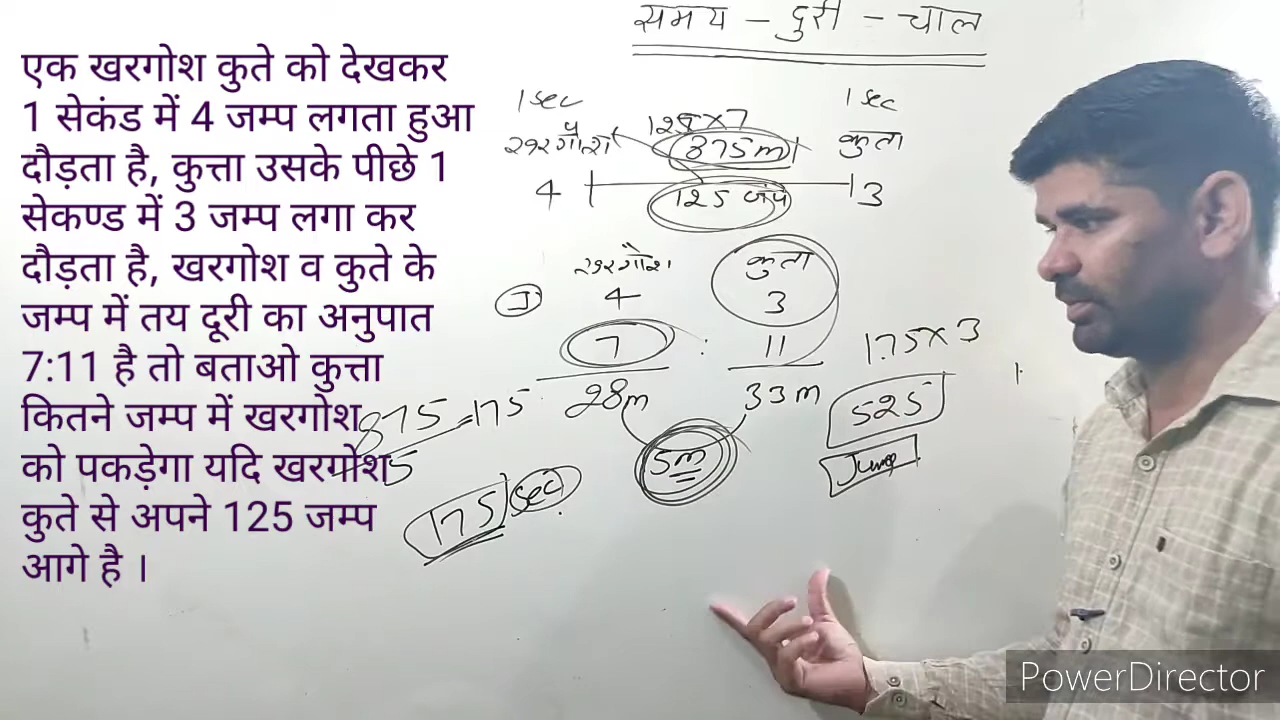 समय – दुरी – चाल
एक खरगोश कुते को देखकर
1 सेकंड में 4 जम्प लगता हुआ
दौड़ता है, कुत्ता उसके पीछे 1
सेकण्ड में 3 जम्प लगा कर
दौड़ता है, खरगोश व कुते के
जम्प में तय दूरी का अनुपात
7:11 है तो बताओ कुत्ता
कितने जम्प में खरगोश
को पकड़ेगा यदि खरगोश
कुते से अपने 125 जम्प
आगे है ।
1 sec 1 sec
125 x 7
खरगोश 875m कुता
4 125 जंप 3
खरगोश कुता
J 4 3
7 : 11 175 x 3
28m 33m 525
875 = 175
5
5m Jump
175 sec
PowerDirector